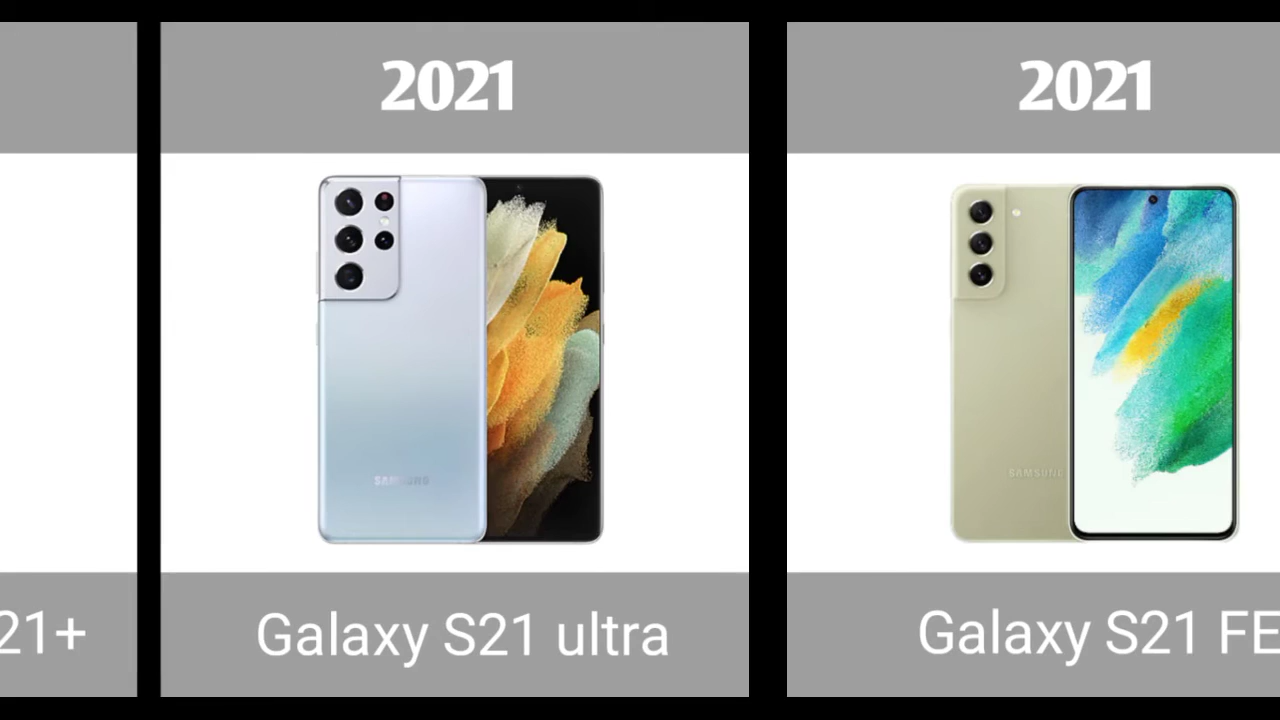 21+
2021
SAMSUNG
Galaxy S21 ultra
2021
SAMSUNG
Galaxy S21 FE